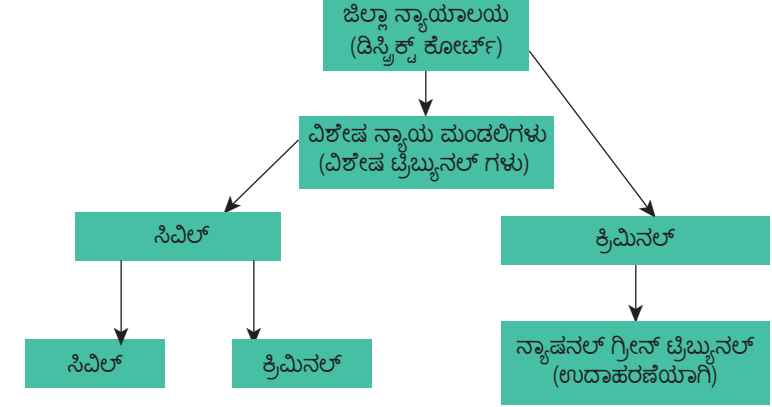 ಜಿಲ್ಲಾ ನ್ಯಾಯಾಲಯ
(ಡಿಸ್ಟ್ರಿಕ್ಟ್ ಕೋರ್ಟ್)
ವಿಶೇಷ ನ್ಯಾಯ ಮಂಡಲಿಗಳು
(ವಿಶೇಷ ಟ್ರಿಬ್ಯುನಲ್ ಗಳು)
ಸಿವಿಲ್
ಕ್ರಿಮಿನಲ್
ಸಿವಿಲ್
ಕ್ರಿಮಿನಲ್
ನ್ಯಾಷನಲ್ ಗ್ರೀನ್ ಟ್ರಿಬ್ಯುನಲ್
(ಉದಾಹರಣೆಯಾಗಿ)